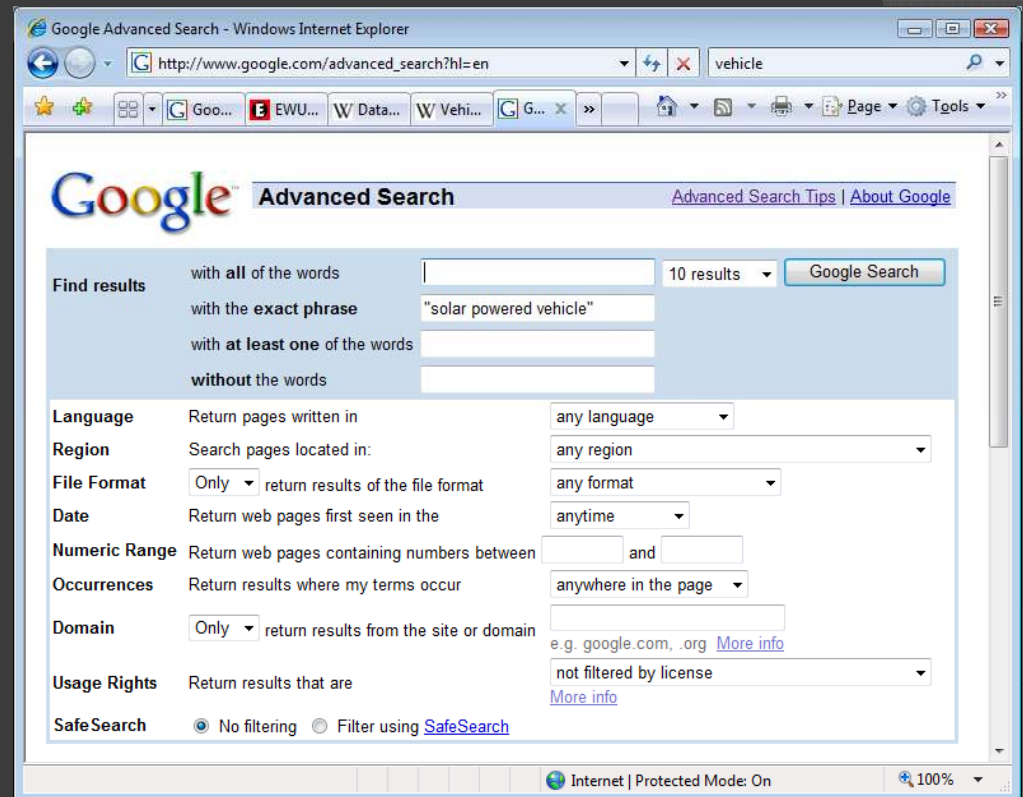 Google Advanced Search - Windows Internet Explorer
http://www.google.com/advanced_search?hl=en vehicle
Goo... EWU... W Data... W Vehi... G... » Page Tools »
Google™ Advanced Search Advanced Search Tips | About Google
Find results with all of the words 10 results Google Search
with the exact phrase "solar powered vehicle"
with at least one of the words
without the words
Language Return pages written in any language
Region Search pages located in: any region
File Format Only return results of the file format any format
Date Return web pages first seen in the anytime
Numeric Range Return web pages containing numbers between and
Occurrences Return results where my terms occur anywhere in the page
Domain Only return results from the site or domain
e.g. google.com, .org More info
Usage Rights Return results that are not filtered by license
More info
SafeSearch No filtering Filter using SafeSearch
Internet | Protected Mode: On 100%